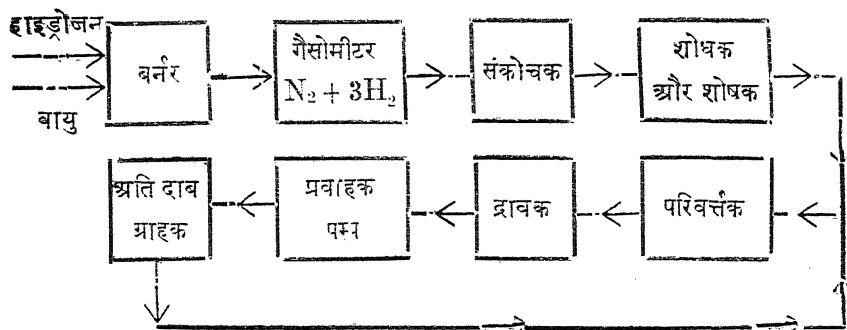 हाइड्रोजन
वायु
बर्नर
गैसोमीटर
N₂ + 3H₂
संकोचक
शोधक
और शोषक
परिवर्त्तक
द्रावक
प्रवाहक
पम्प
अति दाब
ग्राहक